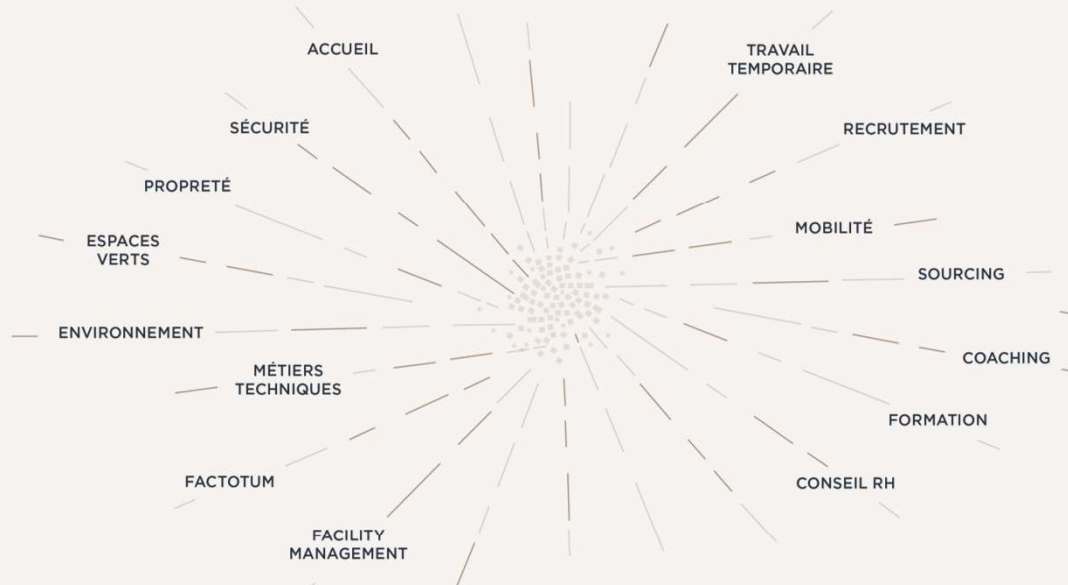 ACCUEIL
SÉCURITÉ
PROPRETÉ
ESPACES
VERTS
ENVIRONNEMENT
MÉTIERS
TECHNIQUES
FACTOTUM
FACILITY
MANAGEMENT
TRAVAIL
TEMPORAIRE
RECRUTEMENT
MOBILITÉ
SOURCING
COACHING
FORMATION
CONSEIL RH